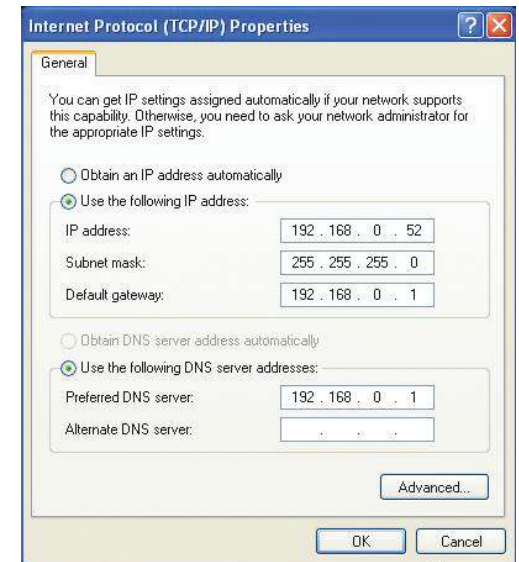 Internet Protocol (TCP/IP) Properties
?
X
General
You can get IP settings assigned automatically if your network supports
this capability. Otherwise, you need to ask your network administrator for
the appropriate IP settings.
Obtain an IP address automatically
Use the following IP address:
IP address: 192 . 168 . 0 . 52
Subnet mask: 255 . 255 . 255 . 0
Default gateway: 192 . 168 . 0 . 1
Obtain DNS server address automatically
Use the following DNS server addresses:
Preferred DNS server: 192 . 168 . 0 . 1
Alternate DNS server: . . .
Advanced...
OK Cancel